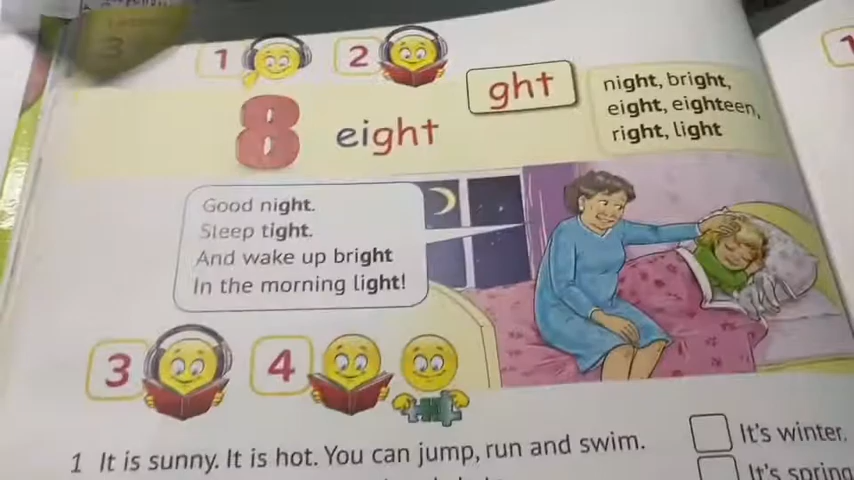 3
1
2
8 eight
ght
night, bright,
eight, eighteen,
right, light
Good night.
Sleep tight.
And wake up bright
In the morning light!
3
4
1 It is sunny. It is hot. You can jump, run and swim.
It's winter.
It's spring